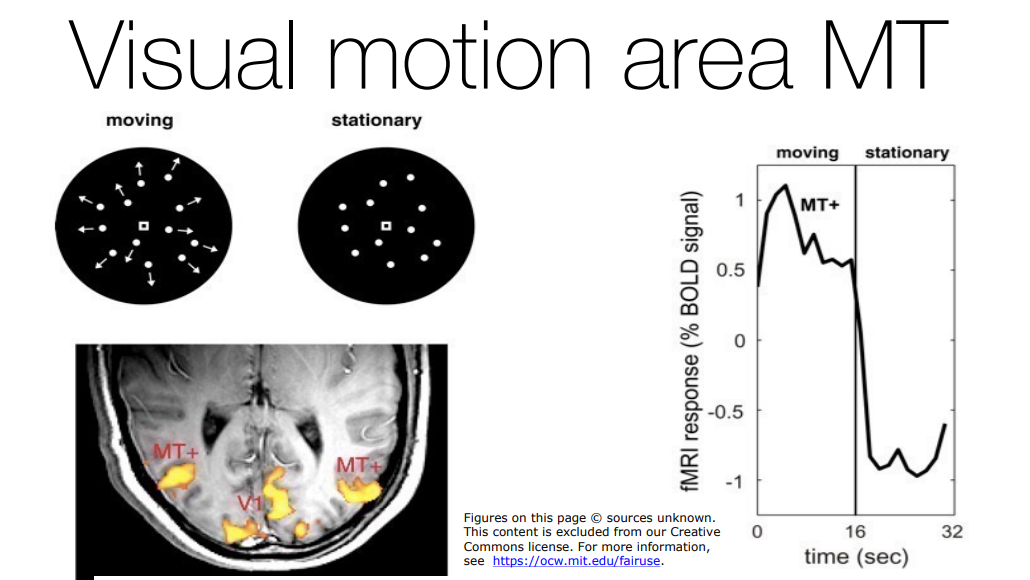 Visual motion area MT
moving
stationary
MT+
V1
MT+
Figures on this page © sources unknown.
This content is excluded from our Creative
Commons license. For more information,
see https://ocw.mit.edu/fairuse.
moving stationary
MT+
fMRI response (% BOLD signal)
1
0.5
0
-0.5
-1
0 16 32
time (sec)